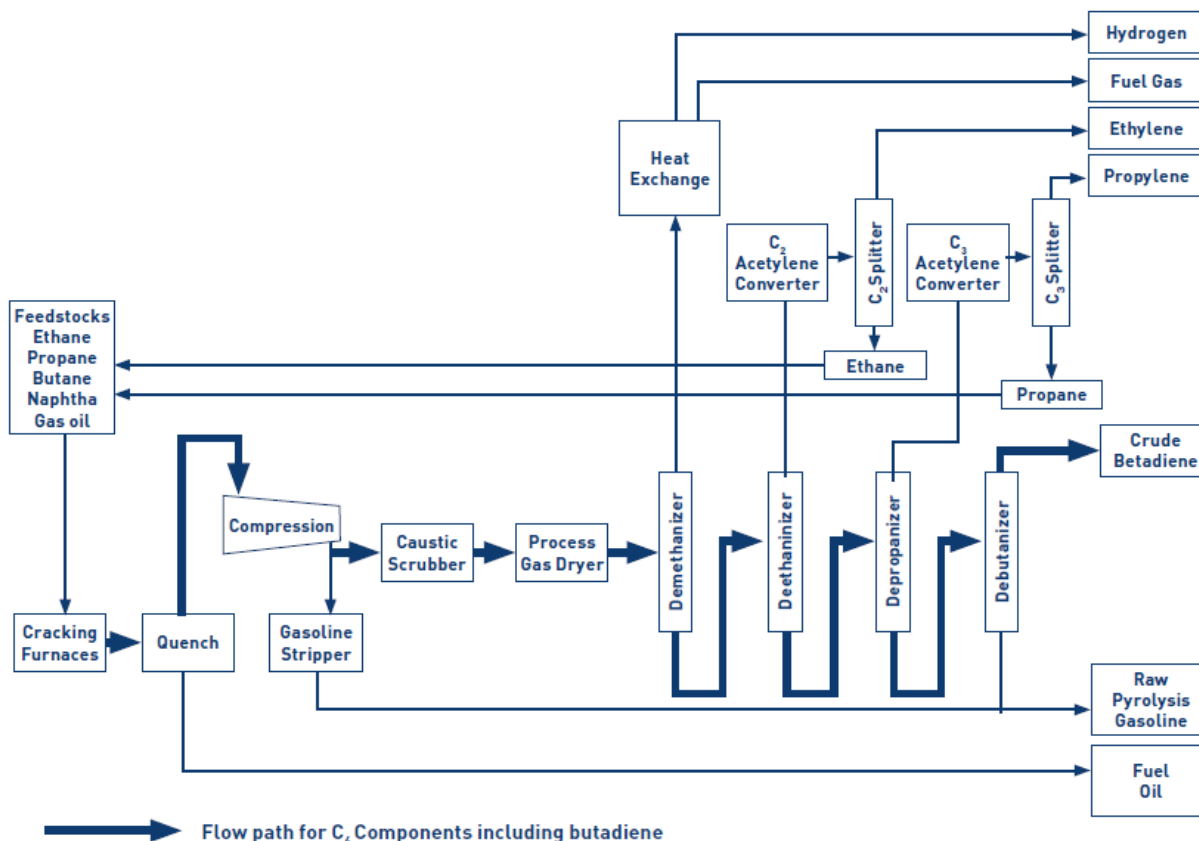 Hydrogen
Fuel Gas
Ethylene
Propylene
Heat
Exchange
C₂
Acetylene
Converter
C₂ Splitter
C₃
Acetylene
Converter
C₃ Splitter
Feedstocks
Ethane
Propane
Butane
Naphtha
Gas oil
Ethane
Propane
Crude
Betadiene
Compression
Caustic
Scrubber
Process
Gas Dryer
Demethanizer
Deethaninizer
Depropanizer
Debutanizer
Cracking
Furnaces
Quench
Gasoline
Stripper
Raw
Pyrolysis
Gasoline
Fuel
Oil
Flow path for C₄ Components including butadiene